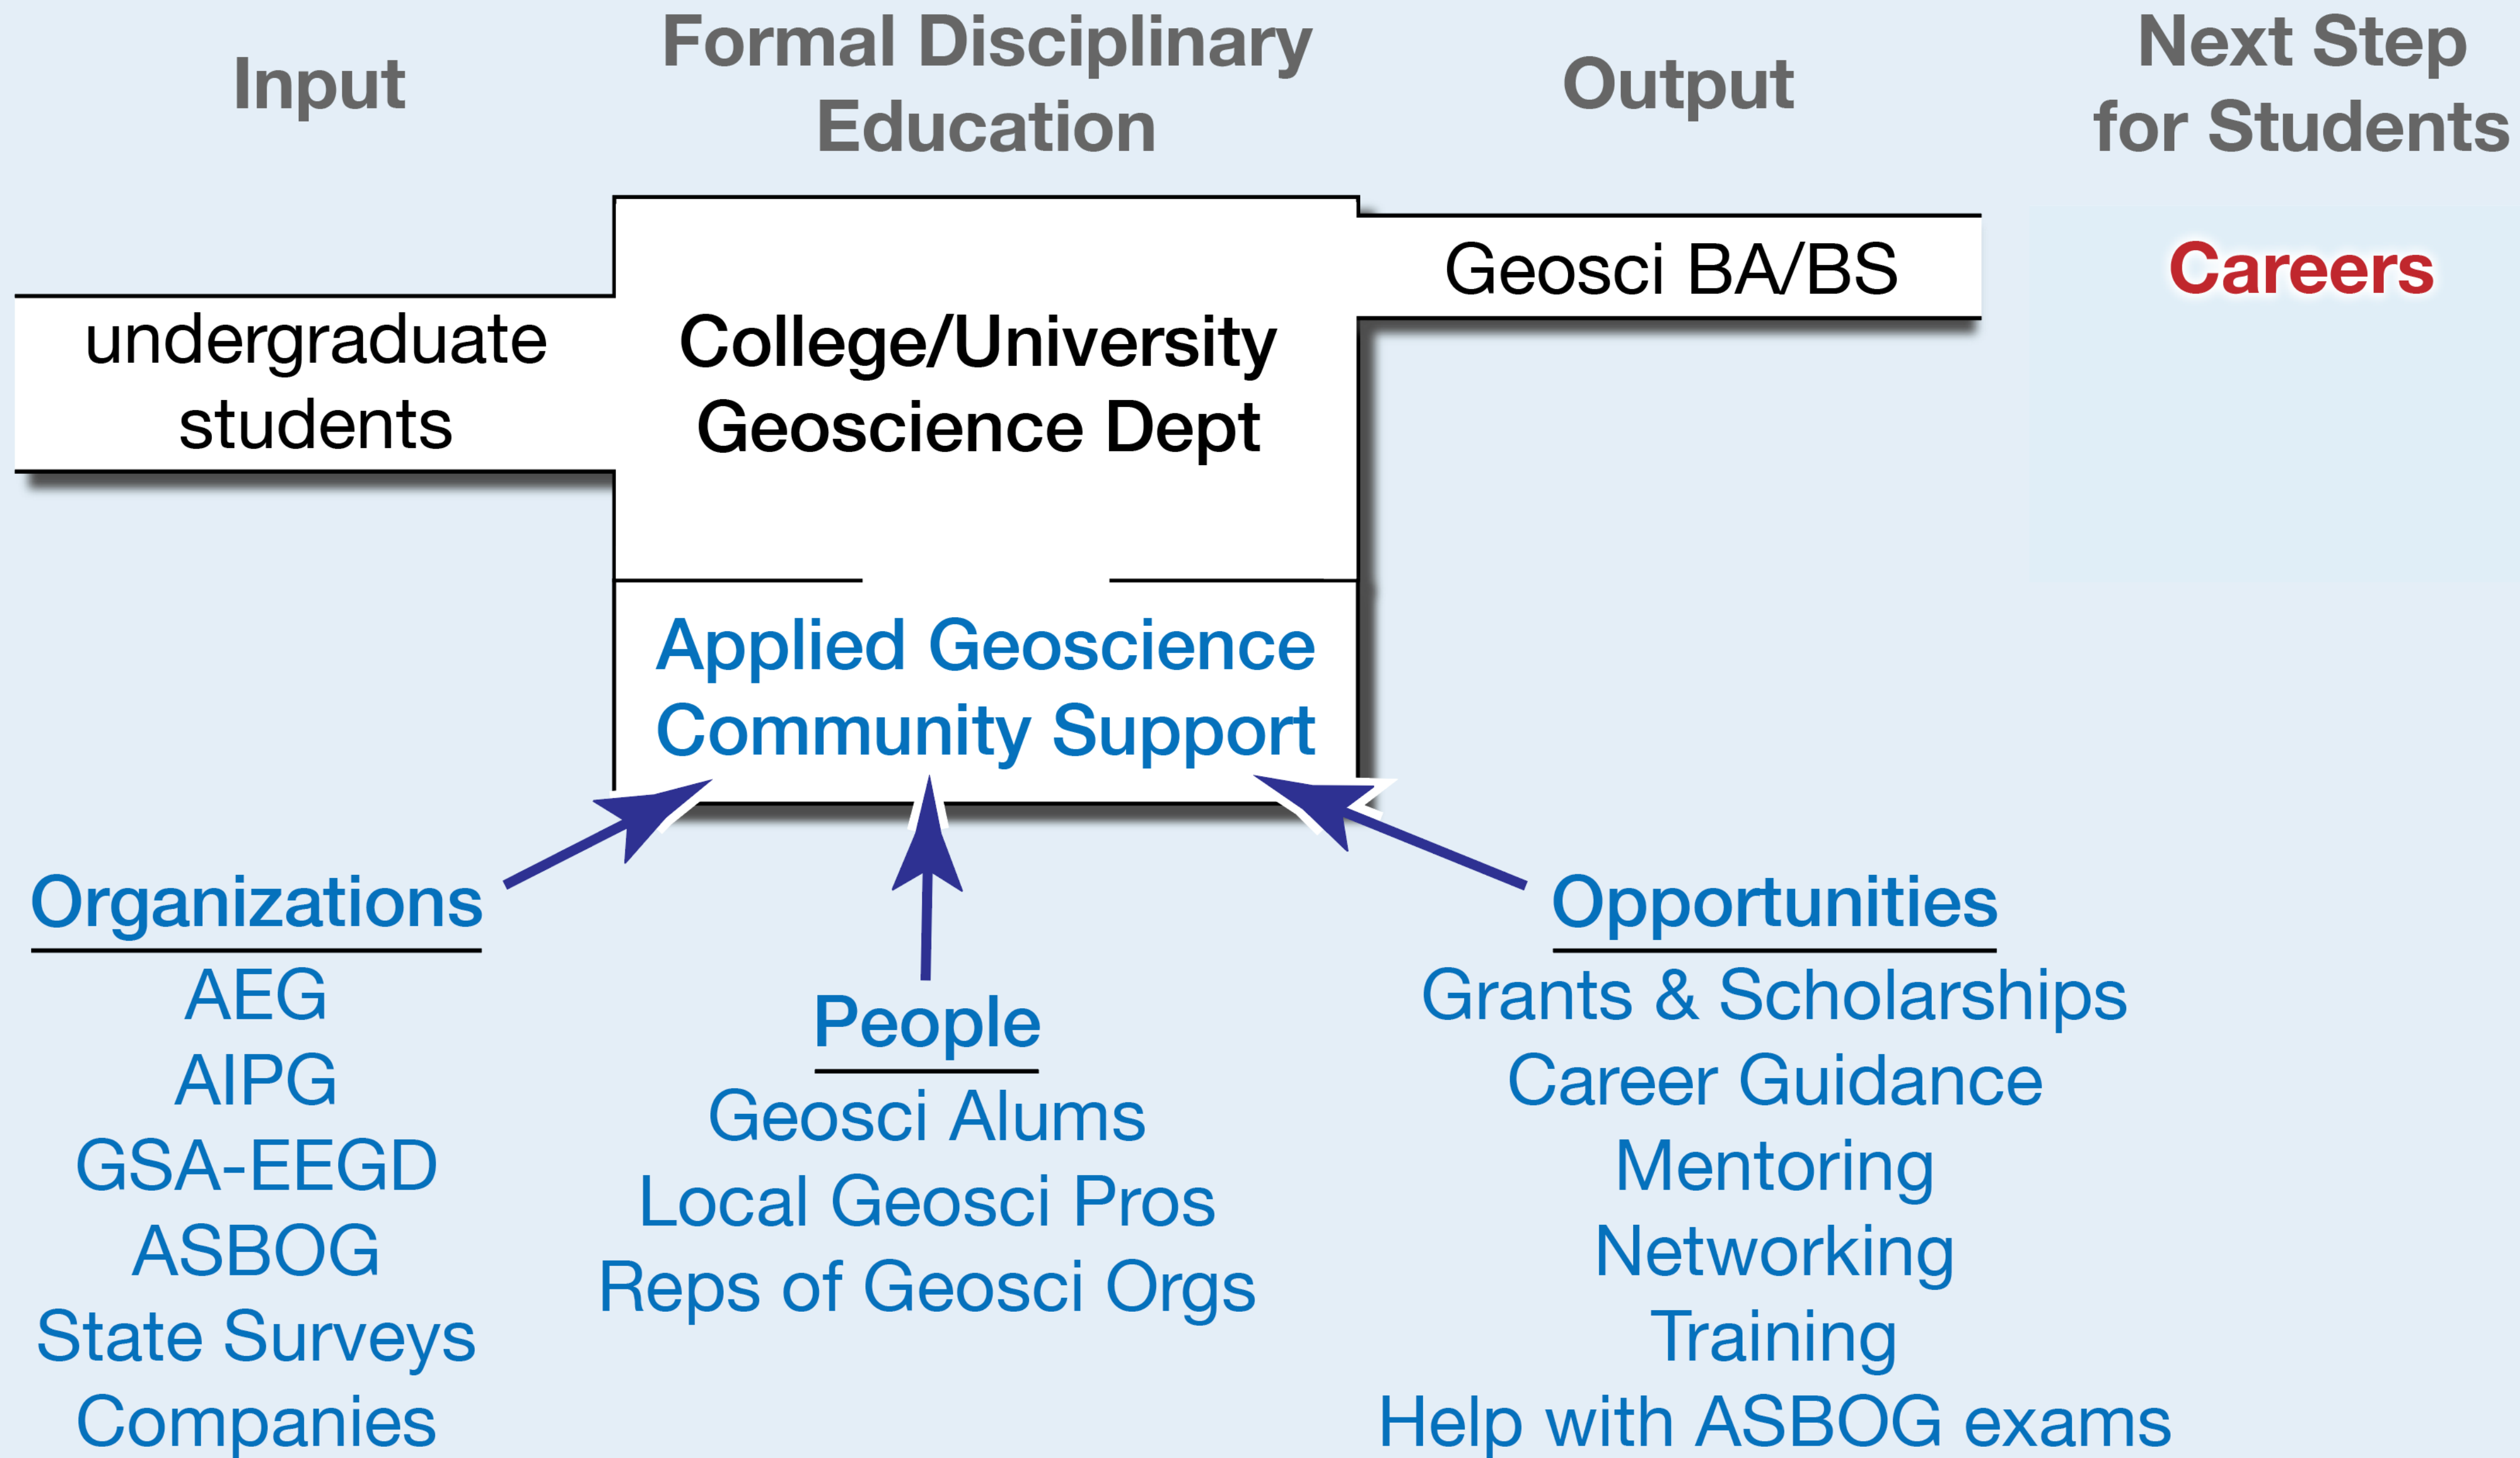 Input
Formal Disciplinary
Education
Output
Next Step
for Students
undergraduate
students
College/University
Geoscience Dept
Geosci BA/BS
Careers
Applied Geoscience
Community Support
Organizations
AEG
AIPG
GSA-EEGD
ASBOG
State Surveys
Companies
People
Geosci Alums
Local Geosci Pros
Reps of Geosci Orgs
Opportunities
Grants & Scholarships
Career Guidance
Mentoring
Networking
Training
Help with ASBOG exams